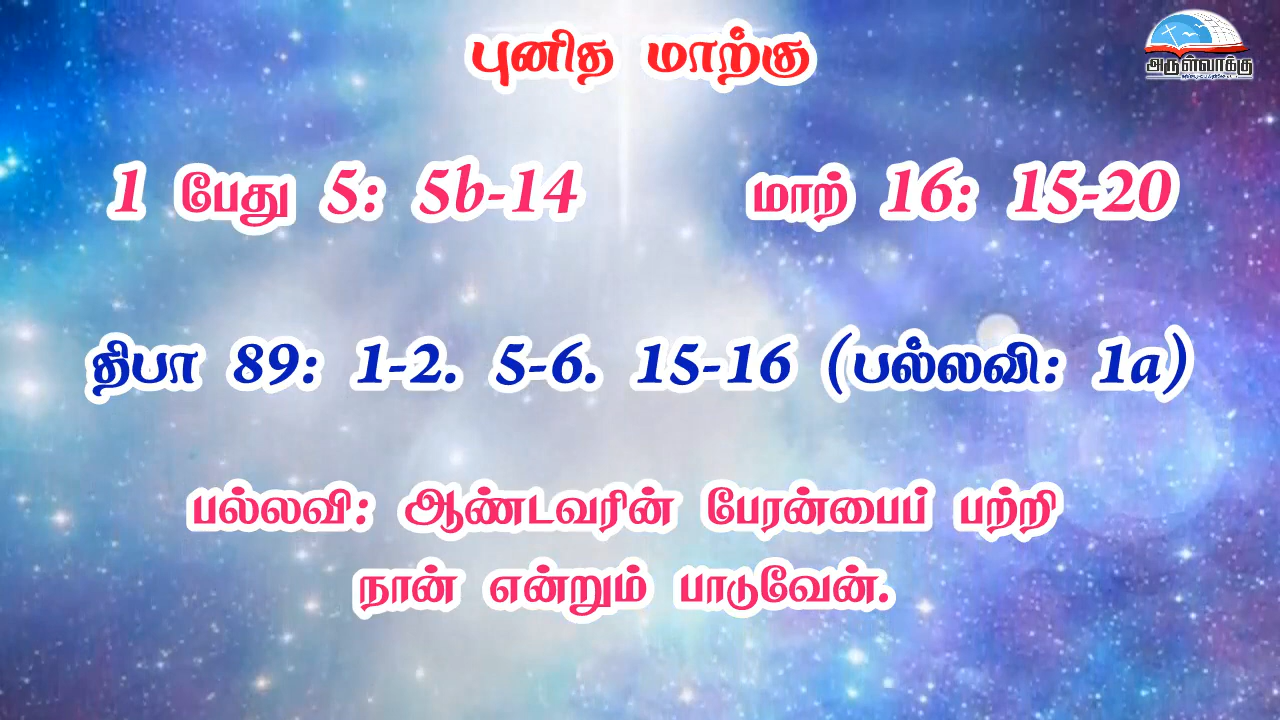 புனித மாற்கு
அருள்வாக்கு
1 பேது 5: 5b-14 மாற் 16: 15-20
திபா 89: 1-2. 5-6. 15-16 (பல்லவி: 1a)
பல்லவி: ஆண்டவரின் பேரன்பைப் பற்றி
நான் என்றும் பாடுவேன்.